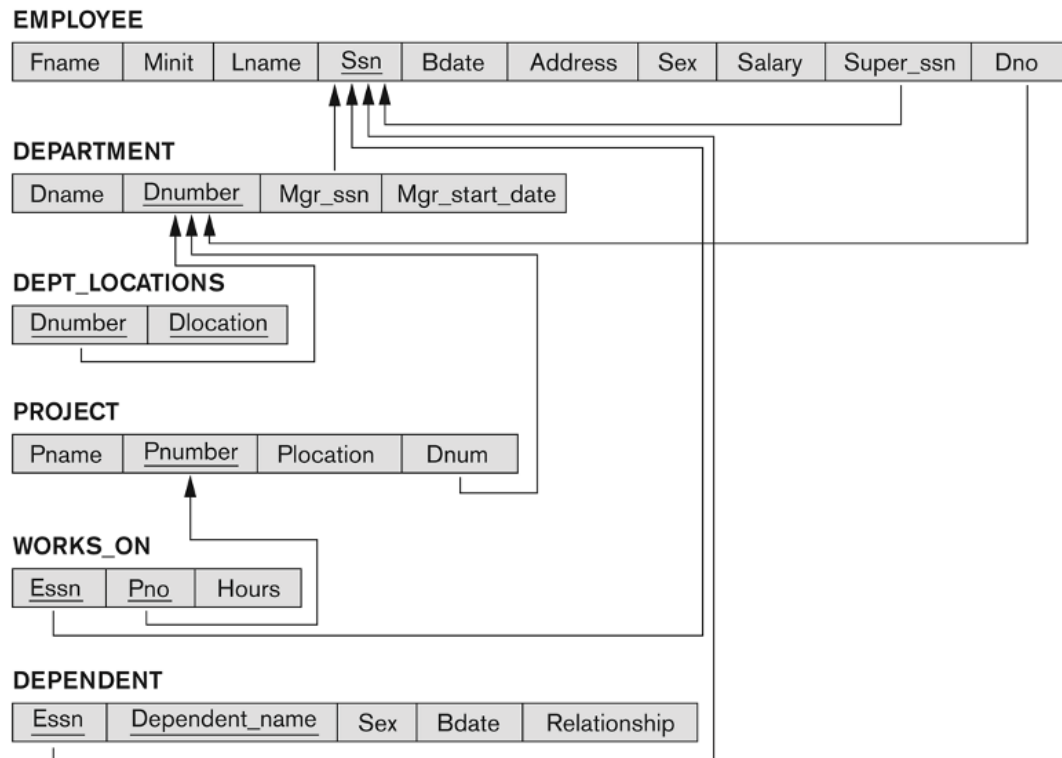 EMPLOYEE
Fname Minit Lname Ssn Bdate Address Sex Salary Super_ssn Dno
DEPARTMENT
Dname Dnumber Mgr_ssn Mgr_start_date
DEPT_LOCATIONS
Dnumber Dlocation
PROJECT
Pname Pnumber Plocation Dnum
WORKS_ON
Essn Pno Hours
DEPENDENT
Essn Dependent_name Sex Bdate Relationship